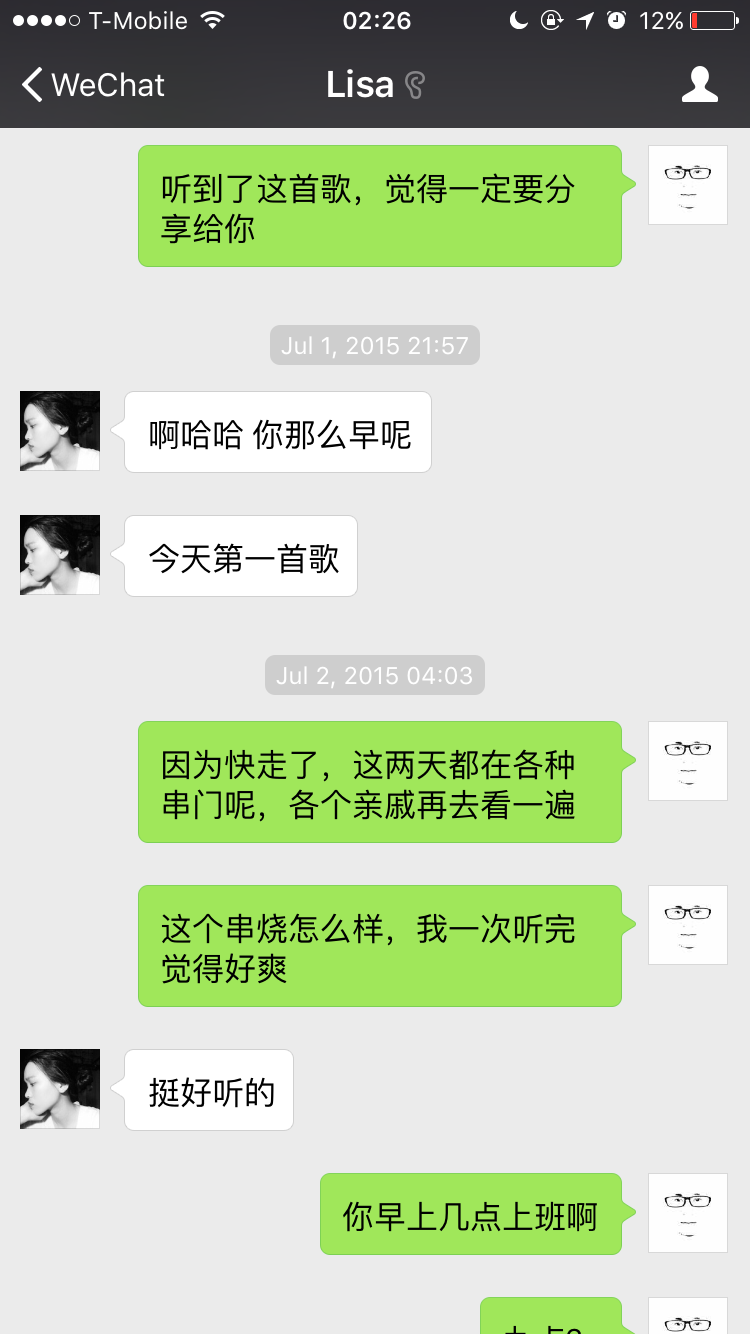 T-Mobile 02:26 12%
WeChat Lisa
听到了这首歌，觉得一定要分
享给你
Jul 1, 2015 21:57
啊哈哈 你那么早呢
今天第一首歌
Jul 2, 2015 04:03
因为快走了，这两天都在各种
串门呢，各个亲戚再去看一遍
这个串烧怎么样，我一次听完
觉得好爽
挺好听的
你早上几点上班啊